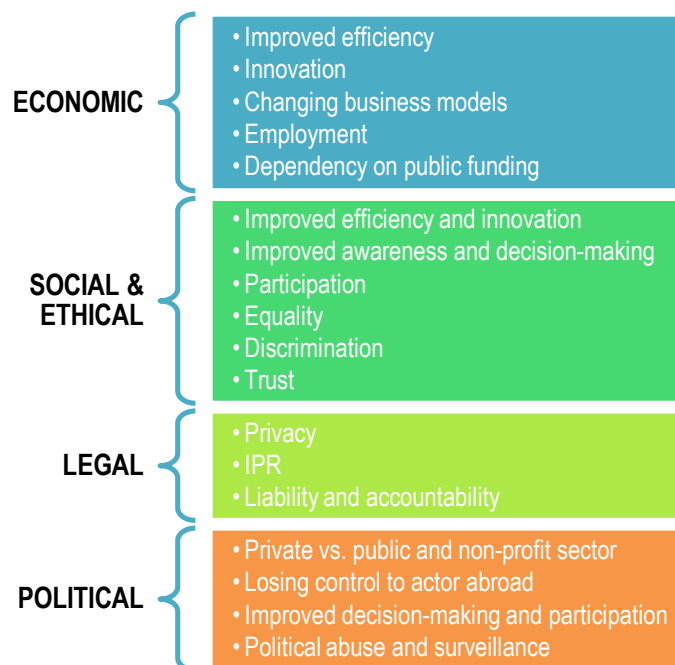 ECONOMIC
• Improved efficiency
• Innovation
• Changing business models
• Employment
• Dependency on public funding
SOCIAL &
ETHICAL
• Improved efficiency and innovation
• Improved awareness and decision-making
• Participation
• Equality
• Discrimination
• Trust
LEGAL
• Privacy
• IPR
• Liability and accountability
POLITICAL
• Private vs. public and non-profit sector
• Losing control to actor abroad
• Improved decision-making and participation
• Political abuse and surveillance